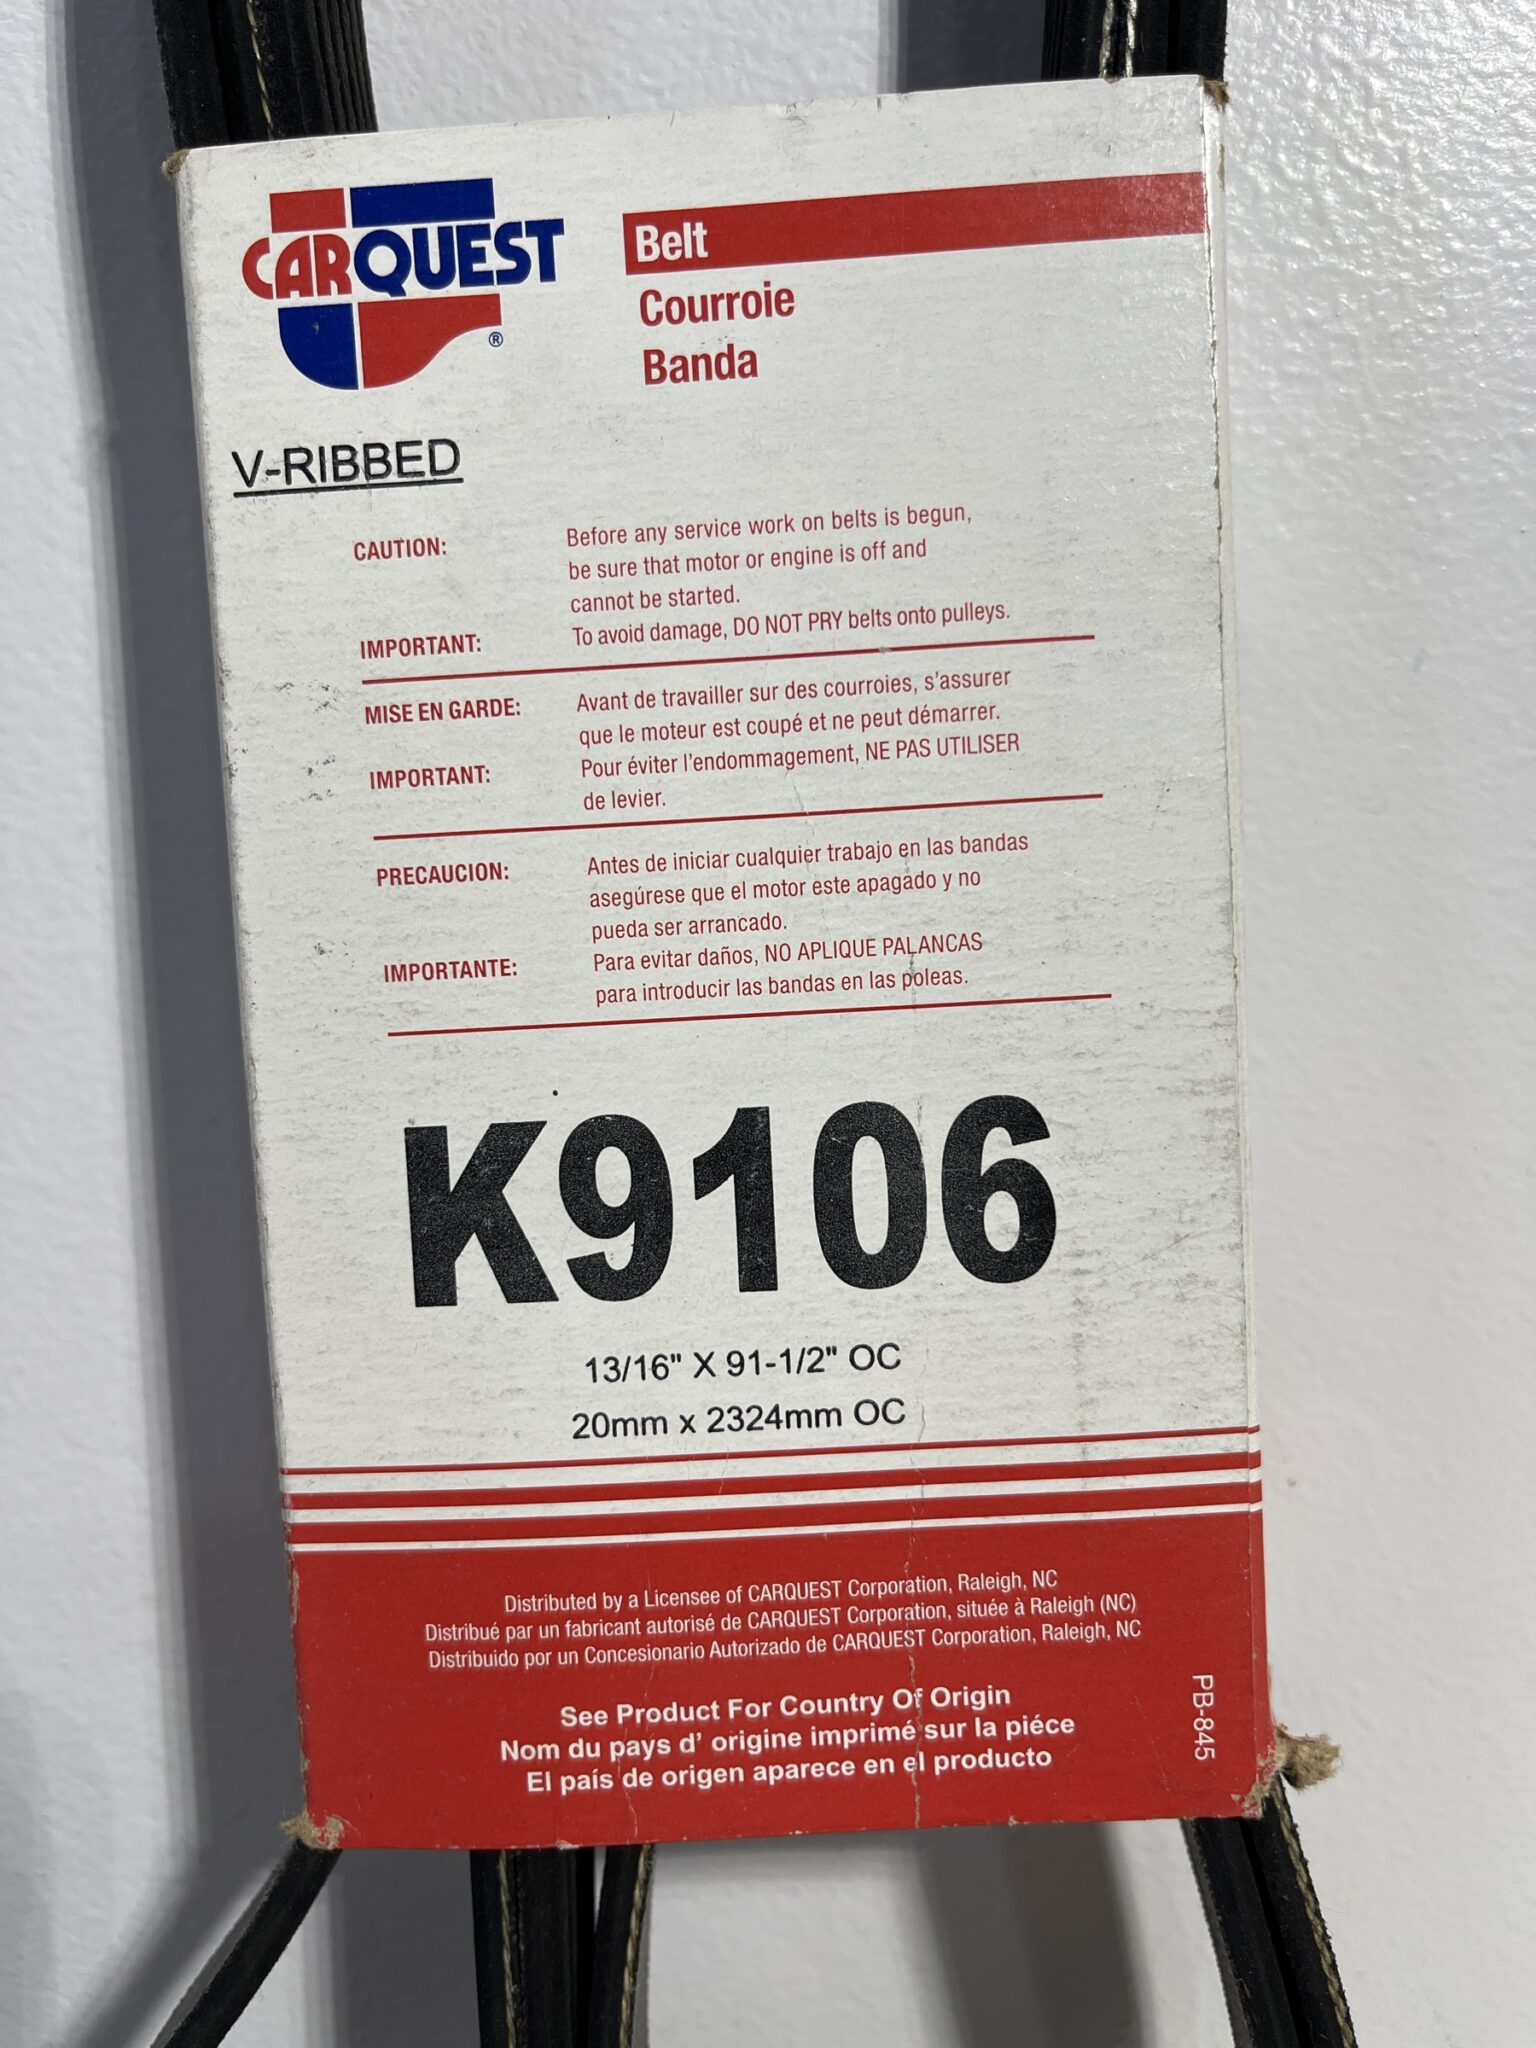 CARQUEST
®
Belt
Courroie
Banda
V-RIBBED
CAUTION: Before any service work on belts is begun,
be sure that motor or engine is off and
cannot be started.
IMPORTANT: To avoid damage, DO NOT PRY belts onto pulleys.
MISE EN GARDE: Avant de travailler sur des courroies, s'assurer
que le moteur est coupé et ne peut démarrer.
IMPORTANT: Pour éviter l'endommagement, NE PAS UTILISER
de levier.
PRECAUCION: Antes de iniciar cualquier trabajo en las bandas
asegúrese que el motor este apagado y no
pueda ser arrancado.
IMPORTANTE: Para evitar daños, NO APLIQUE PALANCAS
para introducir las bandas en las poleas.
K9106
13/16" X 91-1/2" OC
20mm x 2324mm OC
Distributed by a Licensee of CARQUEST Corporation, Raleigh, NC
Distribué par un fabricant autorisé de CARQUEST Corporation, située à Raleigh (NC)
Distribuido por un Concesionario Autorizado de CARQUEST Corporation, Raleigh, NC
See Product For Country Of Origin
Nom du pays d' origine imprimé sur la piéce
El país de origen aparece en el producto
PB-845